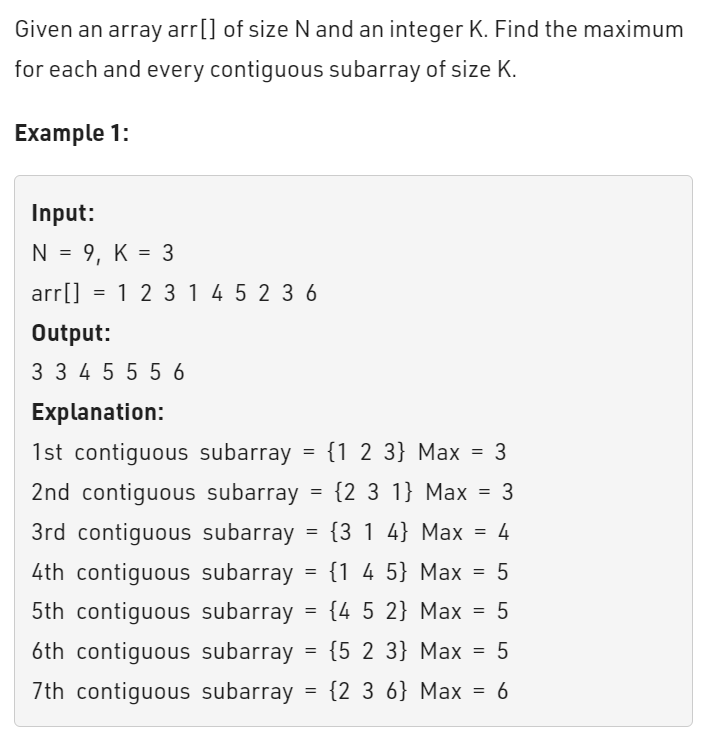 Given an array arr[] of size N and an integer K. Find the maximum
for each and every contiguous subarray of size K.
Example 1:
Input:
N = 9, K = 3
arr[] = 1 2 3 1 4 5 2 3 6
Output:
3 3 4 5 5 5 6
Explanation:
1st contiguous subarray = {1 2 3} Max = 3
2nd contiguous subarray = {2 3 1} Max = 3
3rd contiguous subarray = {3 1 4} Max = 4
4th contiguous subarray = {1 4 5} Max = 5
5th contiguous subarray = {4 5 2} Max = 5
6th contiguous subarray = {5 2 3} Max = 5
7th contiguous subarray = {2 3 6} Max = 6